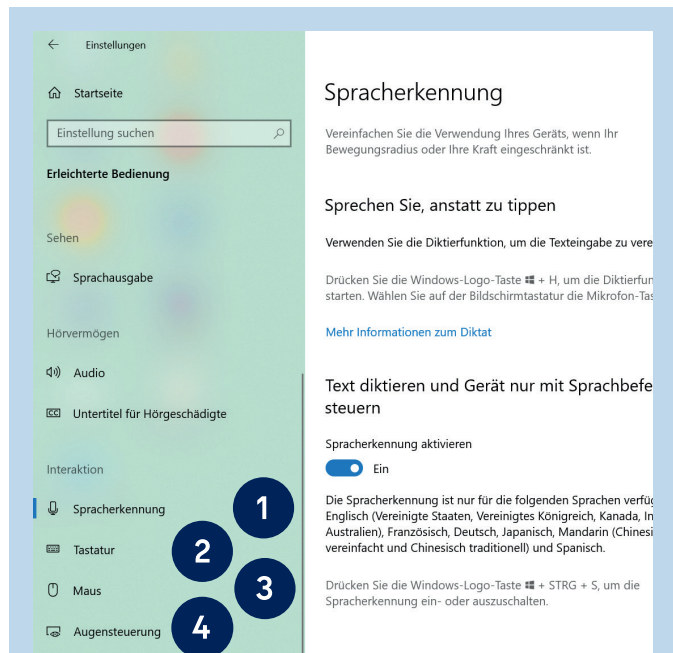 Einstellungen
Startseite
Einstellung suchen
Erleichterte Bedienung
Sehen
Sprachausgabe
Hörvermögen
Audio
CC Untertitel für Hörgeschädigte
Interaktion
Spracherkennung 1
Tastatur 2
Maus 3
Augensteuerung 4
Spracherkennung
Vereinfachen Sie die Verwendung Ihres Geräts, wenn Ihr
Bewegungsradius oder Ihre Kraft eingeschränkt ist.
Sprechen Sie, anstatt zu tippen
Verwenden Sie die Diktierfunktion, um die Texteingabe zu vere
Drücken Sie die Windows-Logo-Taste + H, um die Diktierfun
starten. Wählen Sie auf der Bildschirmtastatur die Mikrofon-Tas
Mehr Informationen zum Diktat
Text diktieren und Gerät nur mit Sprachbefe
steuern
Spracherkennung aktivieren
Ein
Die Spracherkennung ist nur für die folgenden Sprachen verfüg
Englisch (Vereinigte Staaten, Vereinigtes Königreich, Kanada, In
Australien), Französisch, Deutsch, Japanisch, Mandarin (Chinesi
vereinfacht und Chinesisch traditionell) und Spanisch.
Drücken Sie die Windows-Logo-Taste + STRG + S, um die
Spracherkennung ein- oder auszuschalten.